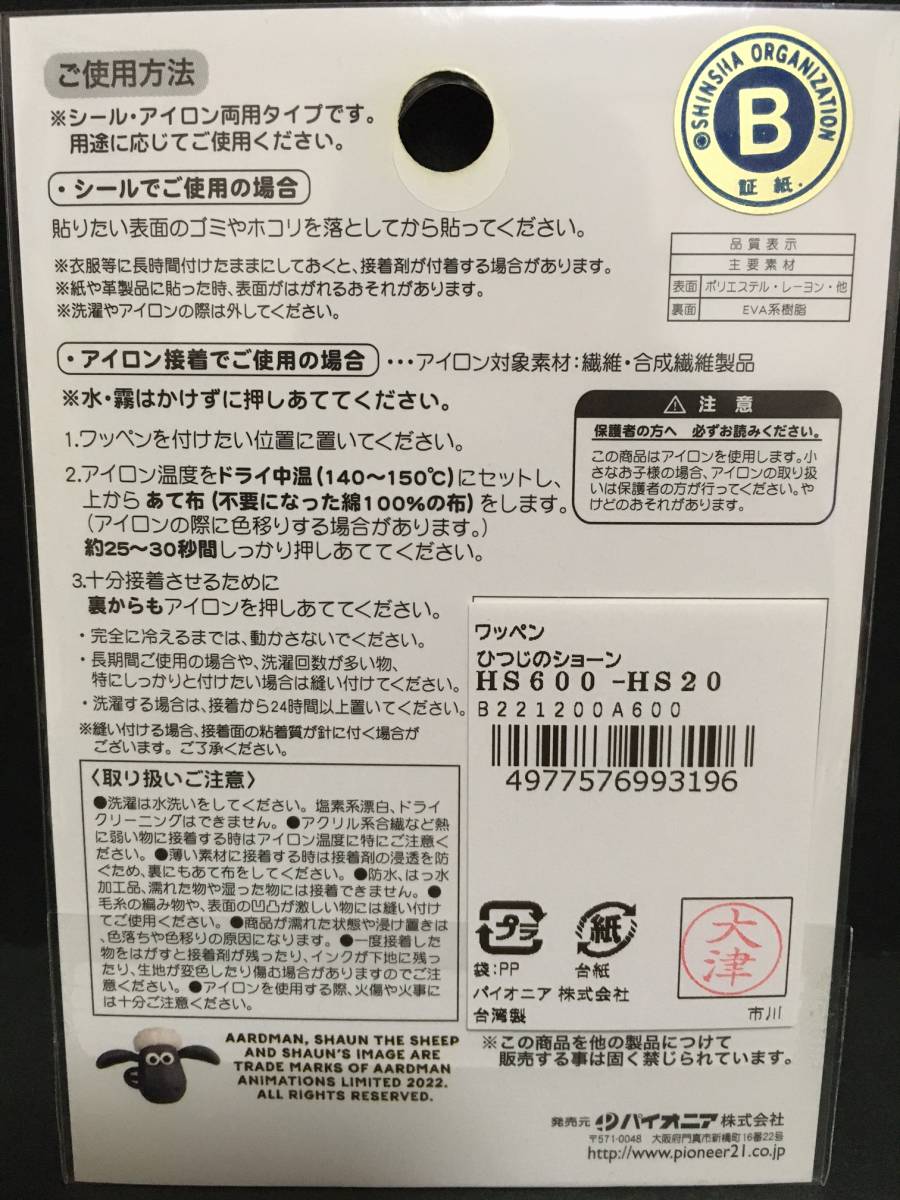 ご使用方法
※シール・アイロン両用タイプです。
用途に応じてご使用ください。
SHINSHA ORGANIZATION
B
証紙・
・シールでご使用の場合
貼りたい表面のゴミやホコリを落としてから貼ってください。
※衣服等に長時間付けたままにしておくと、接着剤が付着する場合があります。
※紙や革製品に貼った時、表面がはがれるおそれがあります。
※洗濯やアイロンの際は外してください。
品質表示
主要素材
表面 ポリエステル・レーヨン・他
裏面 EVA系樹脂
・アイロン接着でご使用の場合 ・・・アイロン対象素材:繊維・合成繊維製品
※水・霧はかけずに押しあててください。
1.ワッペンを付けたい位置に置いてください。
2.アイロン温度をドライ中温(140〜150℃)にセットし、
上から あて布(不要になった綿100%の布)をします。
(アイロンの際に色移りする場合があります。)
約25〜30秒間しっかり押しあててください。
3.十分接着させるために
裏からもアイロンを押しあててください。
・完全に冷えるまでは、動かさないでください。
・長期間ご使用の場合や、洗濯回数が多い物、
特にしっかりと付けたい場合は縫い付けてください。
・洗濯する場合は、接着から24時間以上置いてください。
※縫い付ける場合、接着面の粘着質が針に付く場合が
ございます。ご了承ください。
⚠ 注意
保護者の方へ 必ずお読みください。
この商品はアイロンを使用します。小
さなお子様の場合、アイロンの取り扱
いは保護者の方が行ってください。や
けどのおそれがあります。
〈取り扱いご注意〉
●洗濯は水洗いをしてください。塩素系漂白、ドライ
クリーニングはできません。●アクリル系合繊など熱
に弱い物に接着する時はアイロン温度に特にご注意く
ださい。●薄い素材に接着する時は接着剤の浸透を防
ぐため、裏にもあて布をしてください。●防水、はっ水
加工品、濡れた物や湿った物には接着できません。●
毛糸の編み物や、表面の凹凸が激しい物には縫い付け
てご使用ください。●商品が濡れた状態や浸け置きは
、色落ちや色移りの原因になります。●一度接着した
物をはがすと接着剤が残ったり、インクが下地に残っ
たり、生地が変色したり傷む場合がありますのでご注
意ください。●アイロンを使用する際、火傷や火事に
は十分ご注意ください。
ワッペン
ひつじのショーン
HS600-HS20
B221200A600
4977576993196
プラ
紙
袋:PP
台紙
パイオニア 株式会社
台湾製
大津
市川
AARDMAN, SHAUN THE SHEEP
AND SHAUN'S IMAGE ARE
TRADE MARKS OF AARDMAN
ANIMATIONS LIMITED 2022.
ALL RIGHTS RESERVED.
※この商品を他の製品につけて
販売する事は固く禁じられています。
発売元 パイオニア株式会社
〒571-0048 大阪府門真市新橋町16番22号
http://www.pioneer21.co.jp